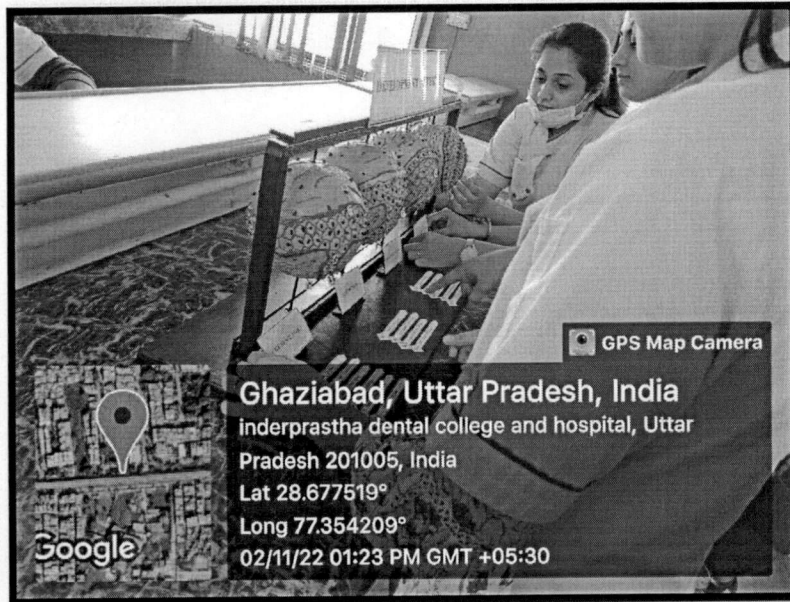 GPS Map Camera
Ghaziabad, Uttar Pradesh, India
inderprastha dental college and hospital, Uttar
Pradesh 201005, India
Lat 28.677519°
Long 77.354209°
02/11/22 01:23 PM GMT +05:30
Google